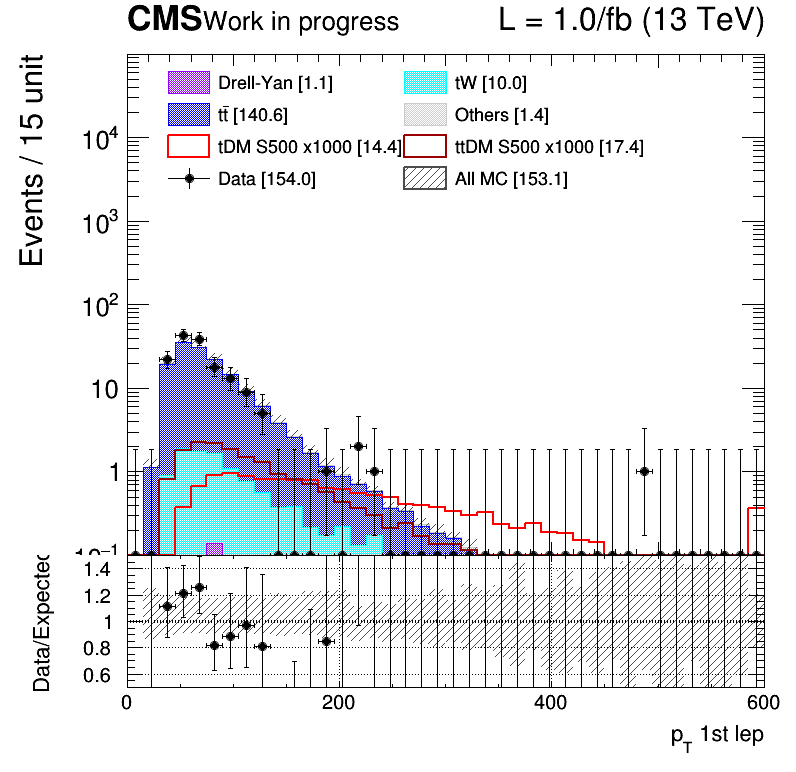 CMS Work in progress L = 1.0/fb (13 TeV)
Events / 15 unit
Drell-Yan [1.1] tW [10.0]
tt̄ [140.6] Others [1.4]
tDM S500 x1000 [14.4] ttDM S500 x1000 [17.4]
Data [154.0] All MC [153.1]
10⁴
10³
10²
10
1
10⁻¹
Data/Expected
1.4
1.2
1
0.8
0.6
0 200 400 600
p_T 1st lep